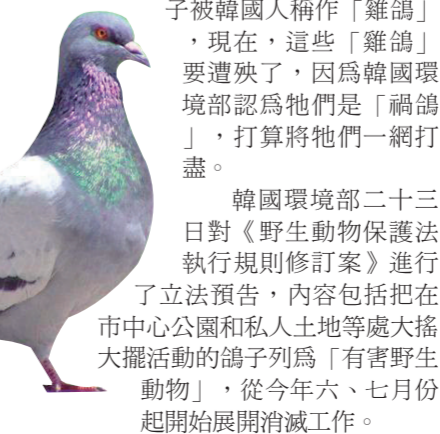 子被韓國人稱作「雞鴿」
，現在，這些「雞鴿」
要遭殃了，因爲韓國環
境部認爲牠們是「禍鴿
」，打算將牠們一網打
盡。
韓國環境部二十三
日對《野生動物保護法
執行規則修訂案》進行
了立法預告，內容包括把在
市中心公園和私人土地等處大搖
大擺活動的鴿子列爲「有害野生
動物」，從今年六、七月份
起開始展開消滅工作。